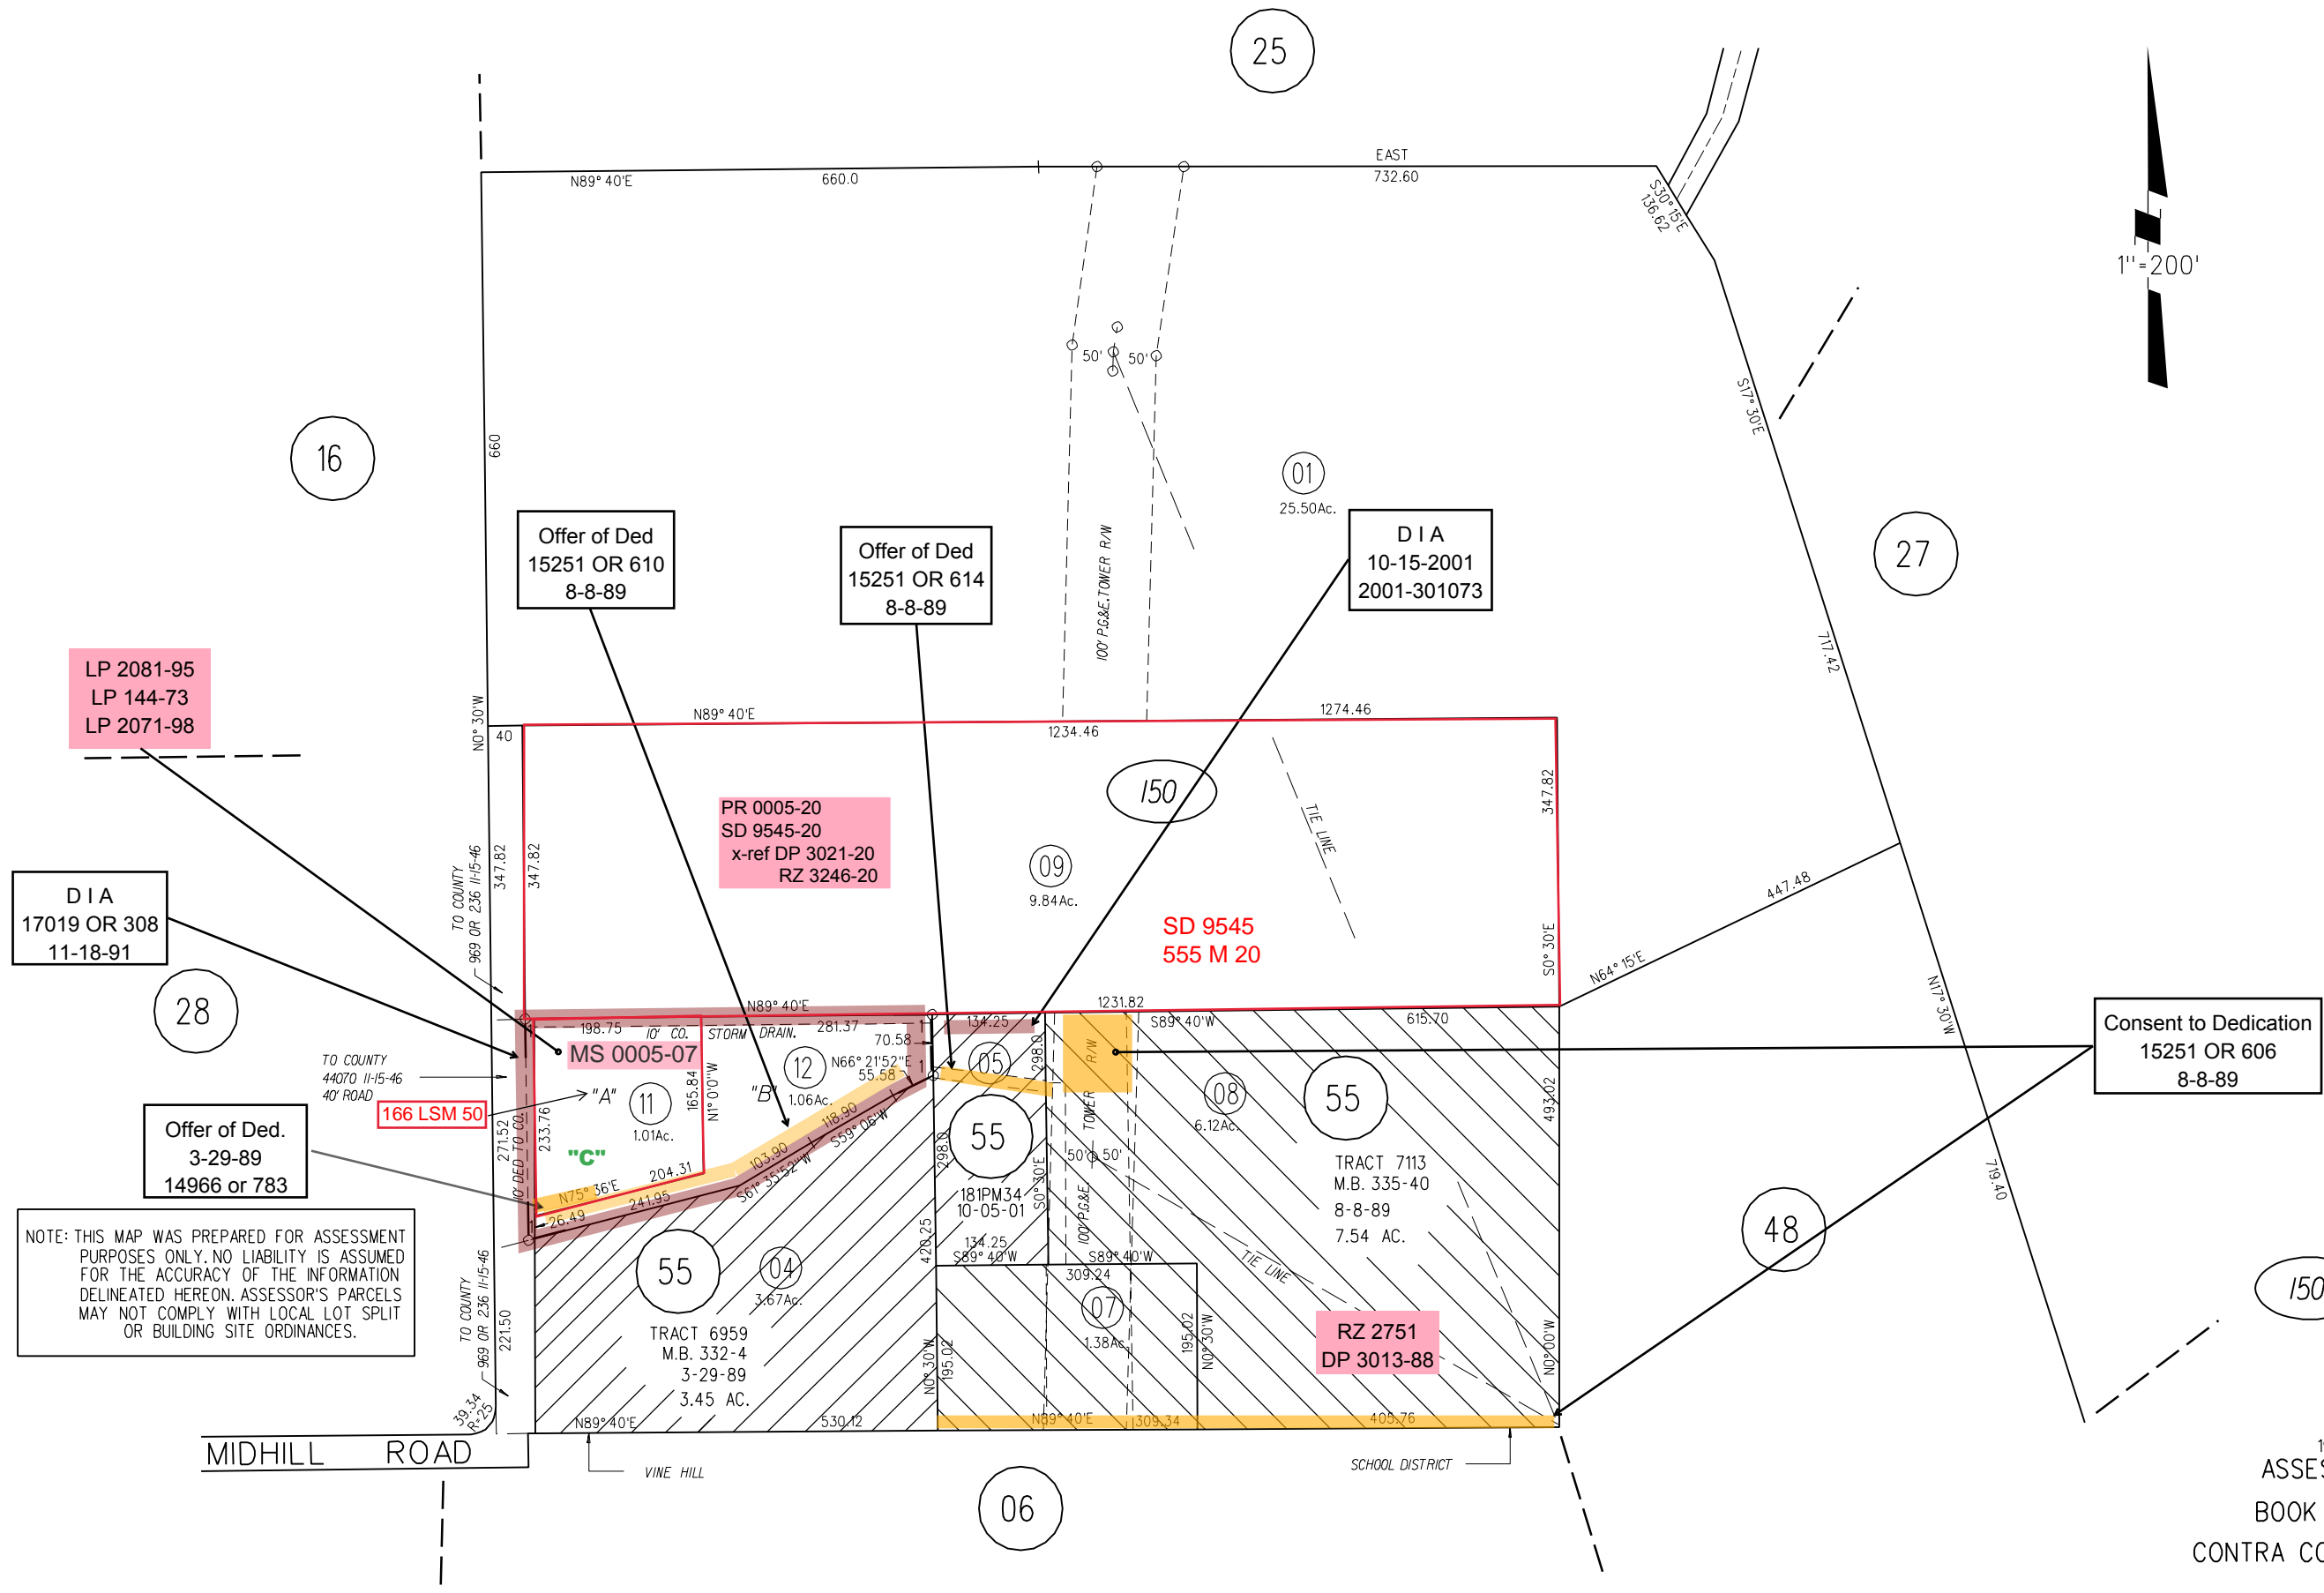 25
EAST
N89° 40'E
660.0
732.60
S30° 15'E
136.62
1"=200'
50'
50'
S17° 30'E
660
16
01
25.50Ac.
100' P.G.&E. TOWER R/W
Offer of Ded
15251 OR 610
8-8-89
Offer of Ded
15251 OR 614
8-8-89
D I A
10-15-2001
2001-301073
27
717.42
LP 2081-95
LP 144-73
LP 2071-98
N0° 30'W
40
N89° 40'E
1274.46
1234.46
150
PR 0005-20
SD 9545-20
x-ref DP 3021-20
RZ 3246-20
TIE LINE
347.82
347.82
347.82
TO COUNTY
969 OR 236 11-15-46
09
9.84Ac.
447.48
D I A
17019 OR 308
11-18-91
SD 9545
555 M 20
S0° 30'E
N64° 15'E
28
N17° 30'W
N89° 40'E
1231.82
198.75
10' CO. STORM DRAIN.
281.37
134.25
S89° 40'W
615.70
70.58
MS 0005-07
N66° 21'52"E
55.58
12
"B"
1.06Ac.
05
298.0
R/W
Consent to Dedication
15251 OR 606
8-8-89
TO COUNTY
44070 11-15-46
40' ROAD
166 LSM 50
"A"
11
1.01Ac.
165.84
N1° 0'0"W
08
6.12Ac.
55
493.02
Offer of Ded.
3-29-89
14966 or 783
271.52
10' DED TO CO.
233.76
"C"
118.90
S59° 06'W
103.90
S61° 35'52"W
55
298.0
TOWER
50' 50'
204.31
N75° 36'E
241.95
26.49
181PM34
10-05-01
S0° 30'E
100' P.G.&E.
TRACT 7113
M.B. 335-40
8-8-89
7.54 AC.
719.40
NOTE: THIS MAP WAS PREPARED FOR ASSESSMENT
PURPOSES ONLY. NO LIABILITY IS ASSUMED
FOR THE ACCURACY OF THE INFORMATION
DELINEATED HEREON. ASSESSOR'S PARCELS
MAY NOT COMPLY WITH LOCAL LOT SPLIT
OR BUILDING SITE ORDINANCES.
48
420.25
134.25
S89° 40'W
S89° 40'W
309.24
TIE LINE
55
04
3.67Ac.
07
1.38Ac.
150
TO COUNTY
969 OR 236 11-15-46
221.50
TRACT 6959
M.B. 332-4
3-29-89
3.45 AC.
N0° 30'W
195.02
195.02
N0° 30'W
RZ 2751
DP 3013-88
N0° 00'W
39.34
R=25
N89° 40'E
530.12
N89° 40'E
309.34
405.76
MIDHILL ROAD
VINE HILL
SCHOOL DISTRICT
06
ASSES
BOOK
CONTRA CO